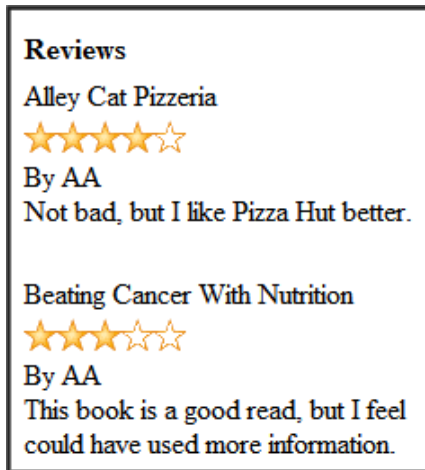 Reviews
Alley Cat Pizzeria
By AA
Not bad, but I like Pizza Hut better.
Beating Cancer With Nutrition
By AA
This book is a good read, but I feel
could have used more information.